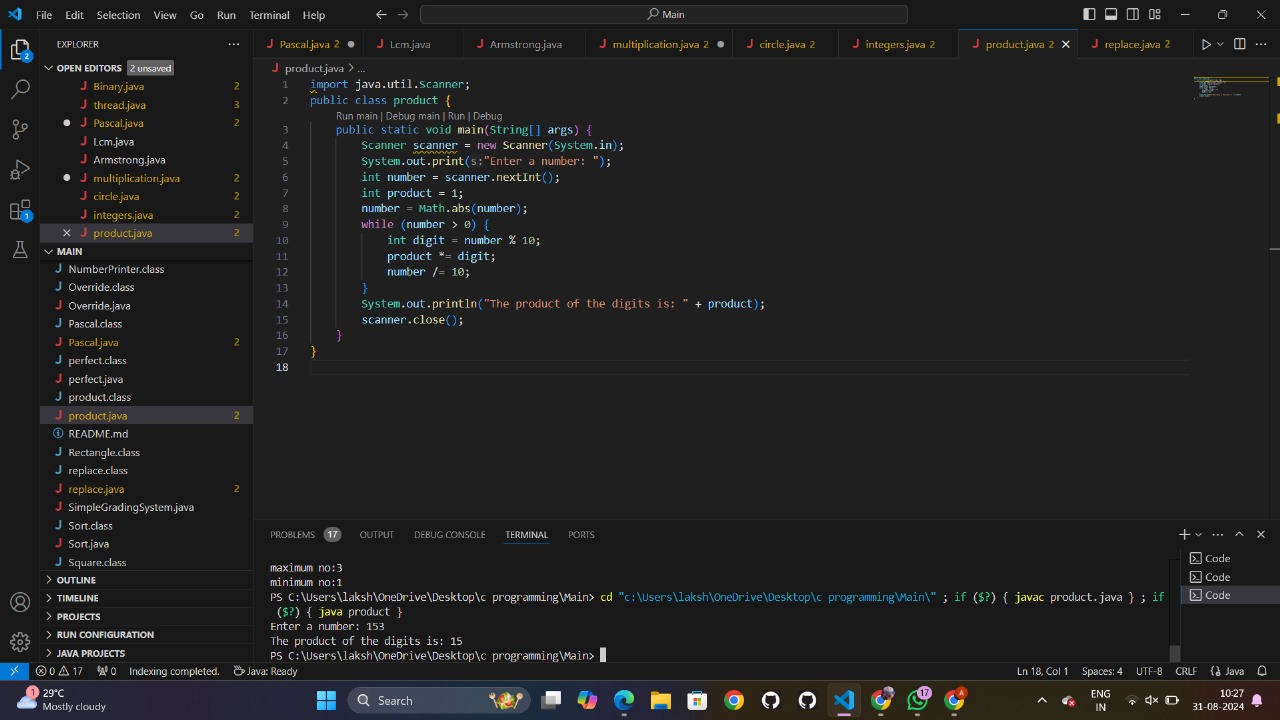 File Edit Selection View Go Run Terminal Help
Main
EXPLORER
Pascal.java 2
Lcm.java
Armstrong.java
multiplication.java 2
circle.java 2
integers.java 2
product.java 2
replace.java 2
2
1
OPEN EDITORS 2 unsaved
Binary.java 2
thread.java 3
Pascal.java 2
Lcm.java
Armstrong.java
multiplication.java 2
circle.java 2
integers.java 2
product.java 2
MAIN
NumberPrinter.class
Override.class
Override.java
Pascal.class
Pascal.java 2
perfect.class
perfect.java
product.class
product.java 2
README.md
Rectangle.class
replace.class
replace.java 2
SimpleGradingSystem.java
Sort.class
Sort.java
Square.class
OUTLINE
TIMELINE
PROJECTS
RUN CONFIGURATION
JAVA PROJECTS
product.java > ...
1 import java.util.Scanner;
2 public class product {
Run main | Debug main | Run | Debug
3 public static void main(String[] args) {
4 Scanner scanner = new Scanner(System.in);
5 System.out.print(s:"Enter a number: ");
6 int number = scanner.nextInt();
7 int product = 1;
8 number = Math.abs(number);
9 while (number > 0) {
10 int digit = number % 10;
11 product *= digit;
12 number /= 10;
13 }
14 System.out.println("The product of the digits is: " + product);
15 scanner.close();
16 }
17 }
18
PROBLEMS 17 OUTPUT DEBUG CONSOLE TERMINAL PORTS
maximum no:3
minimum no:1
PS C:\Users\laksh\OneDrive\Desktop\c programming\Main> cd "c:\Users\laksh\OneDrive\Desktop\c programming\Main\" ; if ($?) { javac product.java } ; if
($?) { java product }
Enter a number: 153
The product of the digits is: 15
PS C:\Users\laksh\OneDrive\Desktop\c programming\Main>
Code
Code
Code
0 17 0 Indexing completed. Java: Ready
Ln 18, Col 1 Spaces: 4 UTF-8 CRLF {} Java
1
29°C
Mostly cloudy
Search
17
A
ENG
IN
10:27
31-08-2024